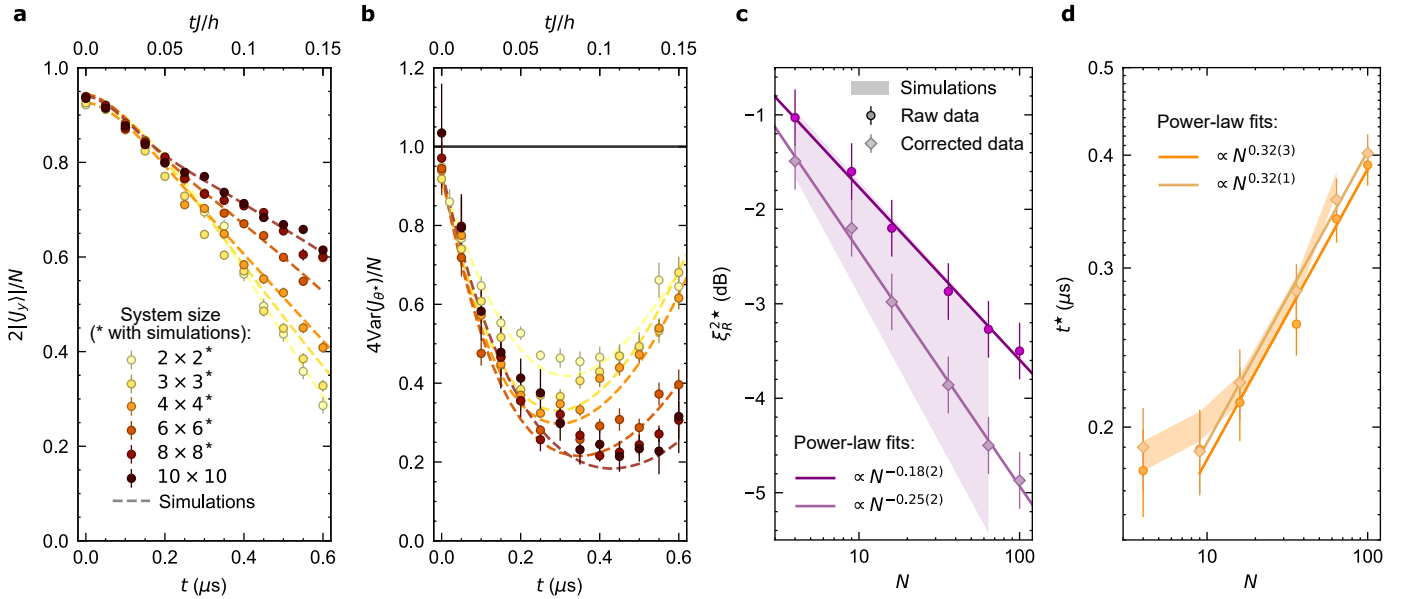 a
tJ/h
0.0 0.05 0.1 0.15
1.0
0.8
0.6
0.4
0.2
0.0
2|⟨J_y⟩|/N
System size
(* with simulations):
2 × 2*
3 × 3*
4 × 4*
6 × 6*
8 × 8*
10 × 10
Simulations
0.0 0.2 0.4 0.6
t (μs)
b
tJ/h
0.0 0.05 0.1 0.15
1.2
1.0
0.8
0.6
0.4
0.2
0.0
4Var(J_θ⋆)/N
0.0 0.2 0.4 0.6
t (μs)
c
Simulations
Raw data
Corrected data
−1
−2
−3
−4
−5
ξ_R^2⋆ (dB)
Power-law fits:
∝ N^−0.18(2)
∝ N^−0.25(2)
10 100
N
d
0.5
0.4
0.3
0.2
t⋆ (μs)
Power-law fits:
∝ N^0.32(3)
∝ N^0.32(1)
10 100
N